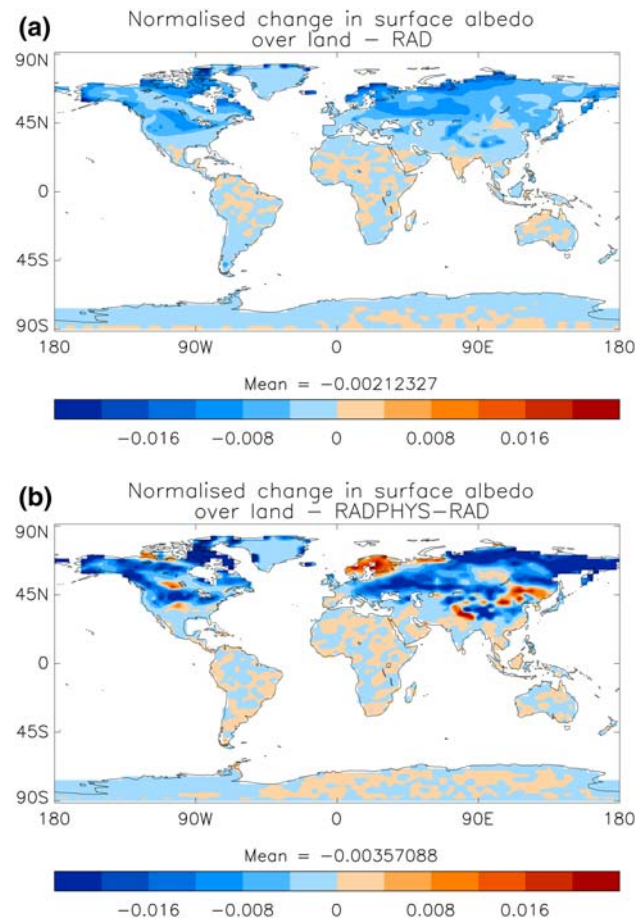 (a)
Normalised change in surface albedo
over land − RAD
90N
45N
0
45S
90S
180 90W 0 90E 180
Mean = −0.00212327
−0.016 −0.008 0 0.008 0.016
(b)
Normalised change in surface albedo
over land − RADPHYS−RAD
90N
45N
0
45S
90S
180 90W 0 90E 180
Mean = −0.00357088
−0.016 −0.008 0 0.008 0.016